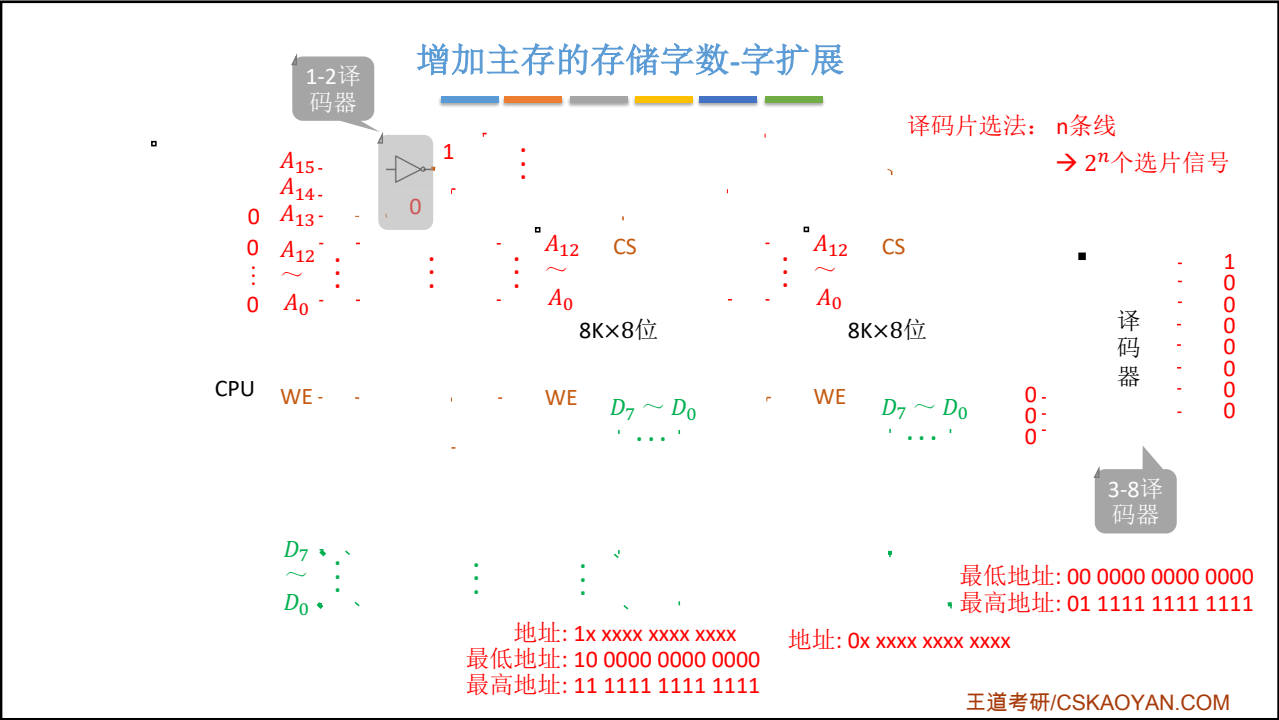 增加主存的存储字数-字扩展
1-2译
码器
译码片选法： n条线
→ 2ⁿ个选片信号
A₁₅
A₁₄
0 A₁₃
0 A₁₂
⋮ ～
0 A₀
1
0
A₁₂ CS
～
A₀
8K×8位
WE D₇ ～ D₀
...
A₁₂ CS
～
A₀
8K×8位
WE D₇ ～ D₀
...
CPU WE
D₇
～
D₀
译
码
器
0
0
0
1
0
0
0
0
0
0
0
3-8译
码器
最低地址: 00 0000 0000 0000
最高地址: 01 1111 1111 1111
地址: 1x xxxx xxxx xxxx
最低地址: 10 0000 0000 0000
最高地址: 11 1111 1111 1111
地址: 0x xxxx xxxx xxxx
王道考研/CSKAOYAN.COM